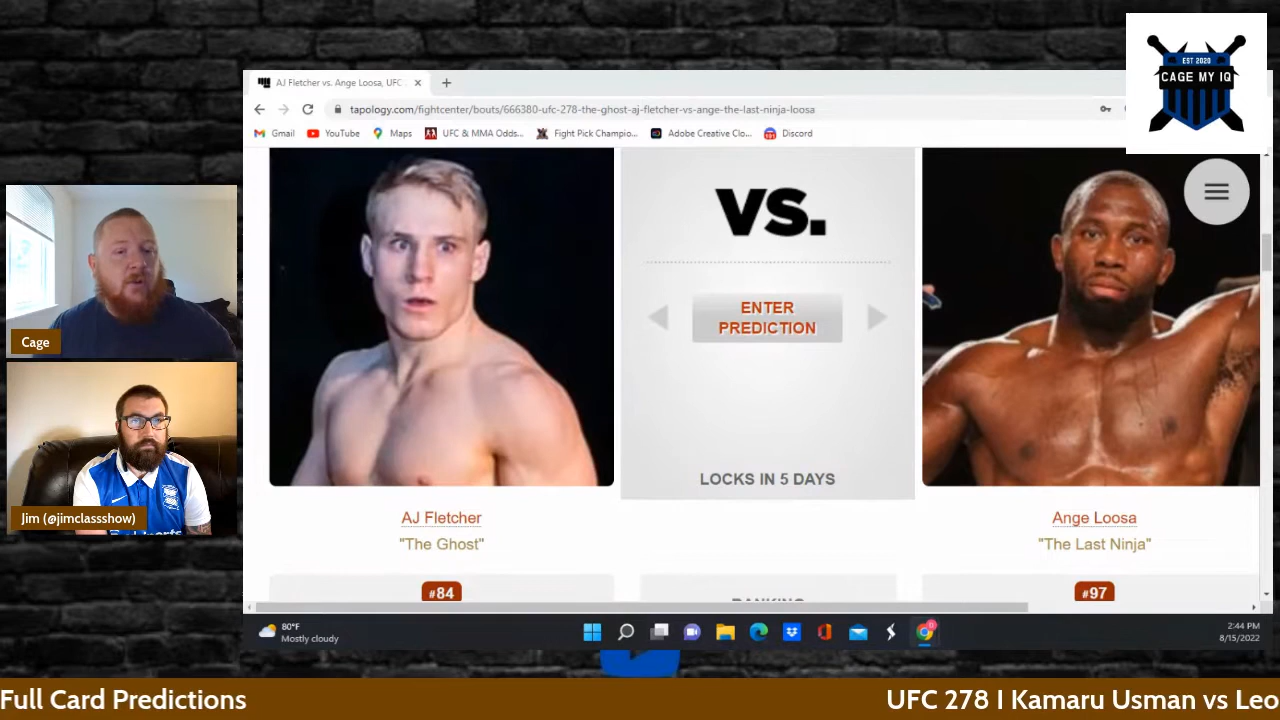 EST 2020
CAGE MY IQ
AJ Fletcher vs. Ange Loosa, UFC
tapology.com/fightcenter/bouts/666380-ufc-278-the-ghost-aj-fletcher-vs-ange-the-last-ninja-loosa
Gmail YouTube Maps UFC & MMA Odds... Fight Pick Champio... Adobe Creative Clo... Discord
VS.
ENTER
PREDICTION
LOCKS IN 5 DAYS
AJ Fletcher
"The Ghost"
Ange Loosa
"The Last Ninja"
#84
#97
Cage
Jim (@jimclassshow)
80°F
Mostly cloudy
2:44 PM
8/15/2022
Full Card Predictions
UFC 278 I Kamaru Usman vs Leo